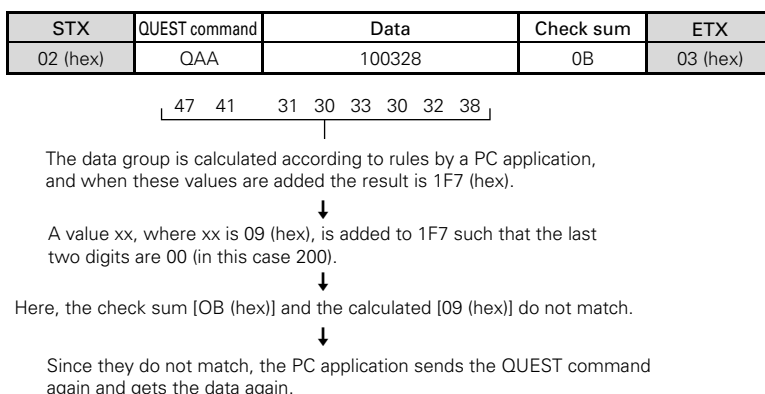 STX QUEST command Data Check sum ETX
02 (hex) QAA 100328 0B 03 (hex)
47 41 31 30 33 30 32 38
The data group is calculated according to rules by a PC application,
and when these values are added the result is 1F7 (hex).
A value xx, where xx is 09 (hex), is added to 1F7 such that the last
two digits are 00 (in this case 200).
Here, the check sum [OB (hex)] and the calculated [09 (hex)] do not match.
Since they do not match, the PC application sends the QUEST command
again and gets the data again.